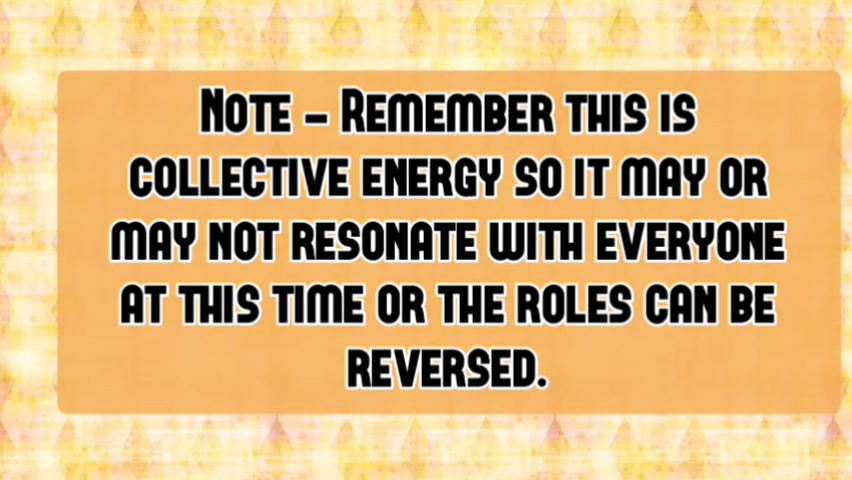 Note – Remember this is
collective energy so it may or
may not resonate with everyone
at this time or the roles can be
reversed.